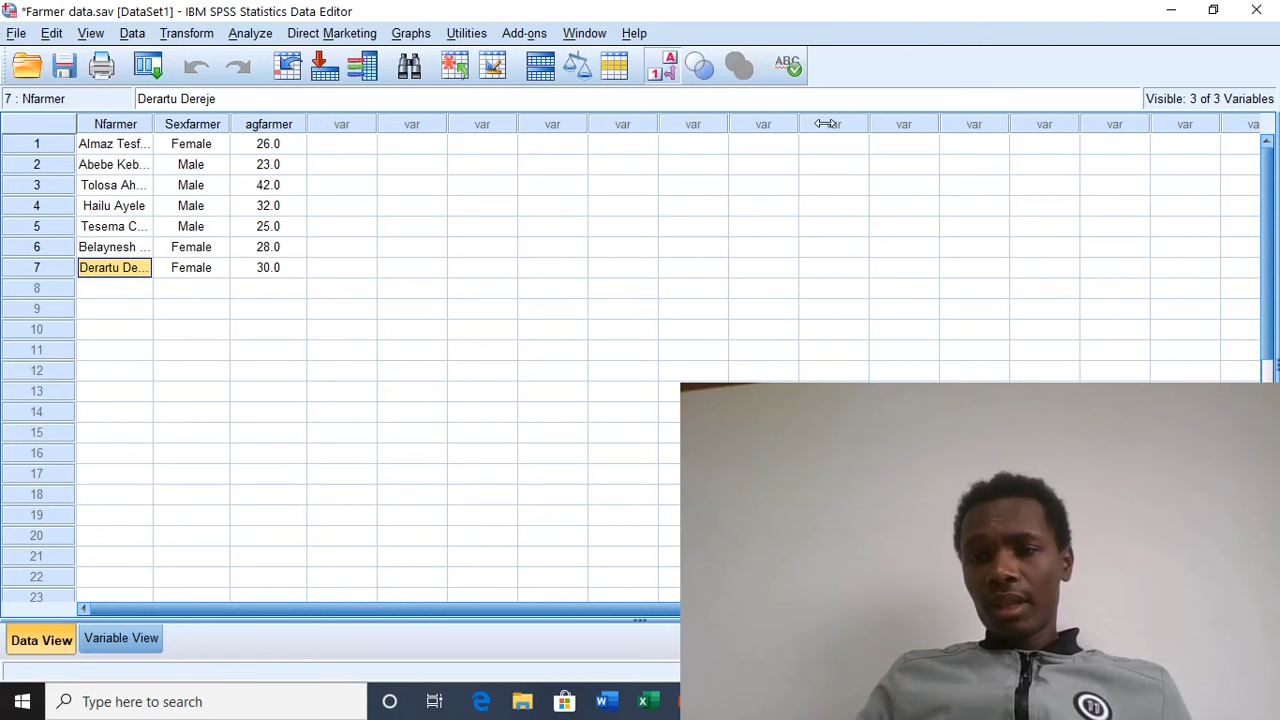 *Farmer data.sav [DataSet1] - IBM SPSS Statistics Data Editor
File Edit View Data Transform Analyze Direct Marketing Graphs Utilities Add-ons Window Help
7 : Nfarmer Derartu Dereje Visible: 3 of 3 Variables
Nfarmer Sexfarmer agfarmer var var var var var var var var var var var var var va
1 Almaz Tesf... Female 26.0
2 Abebe Keb... Male 23.0
3 Tolosa Ah... Male 42.0
4 Hailu Ayele Male 32.0
5 Tesema C... Male 25.0
6 Belaynesh ... Female 28.0
7 Derartu De... Female 30.0
8
9
10
11
12
13
14
15
16
17
18
19
20
21
22
23
Data View Variable View
Type here to search